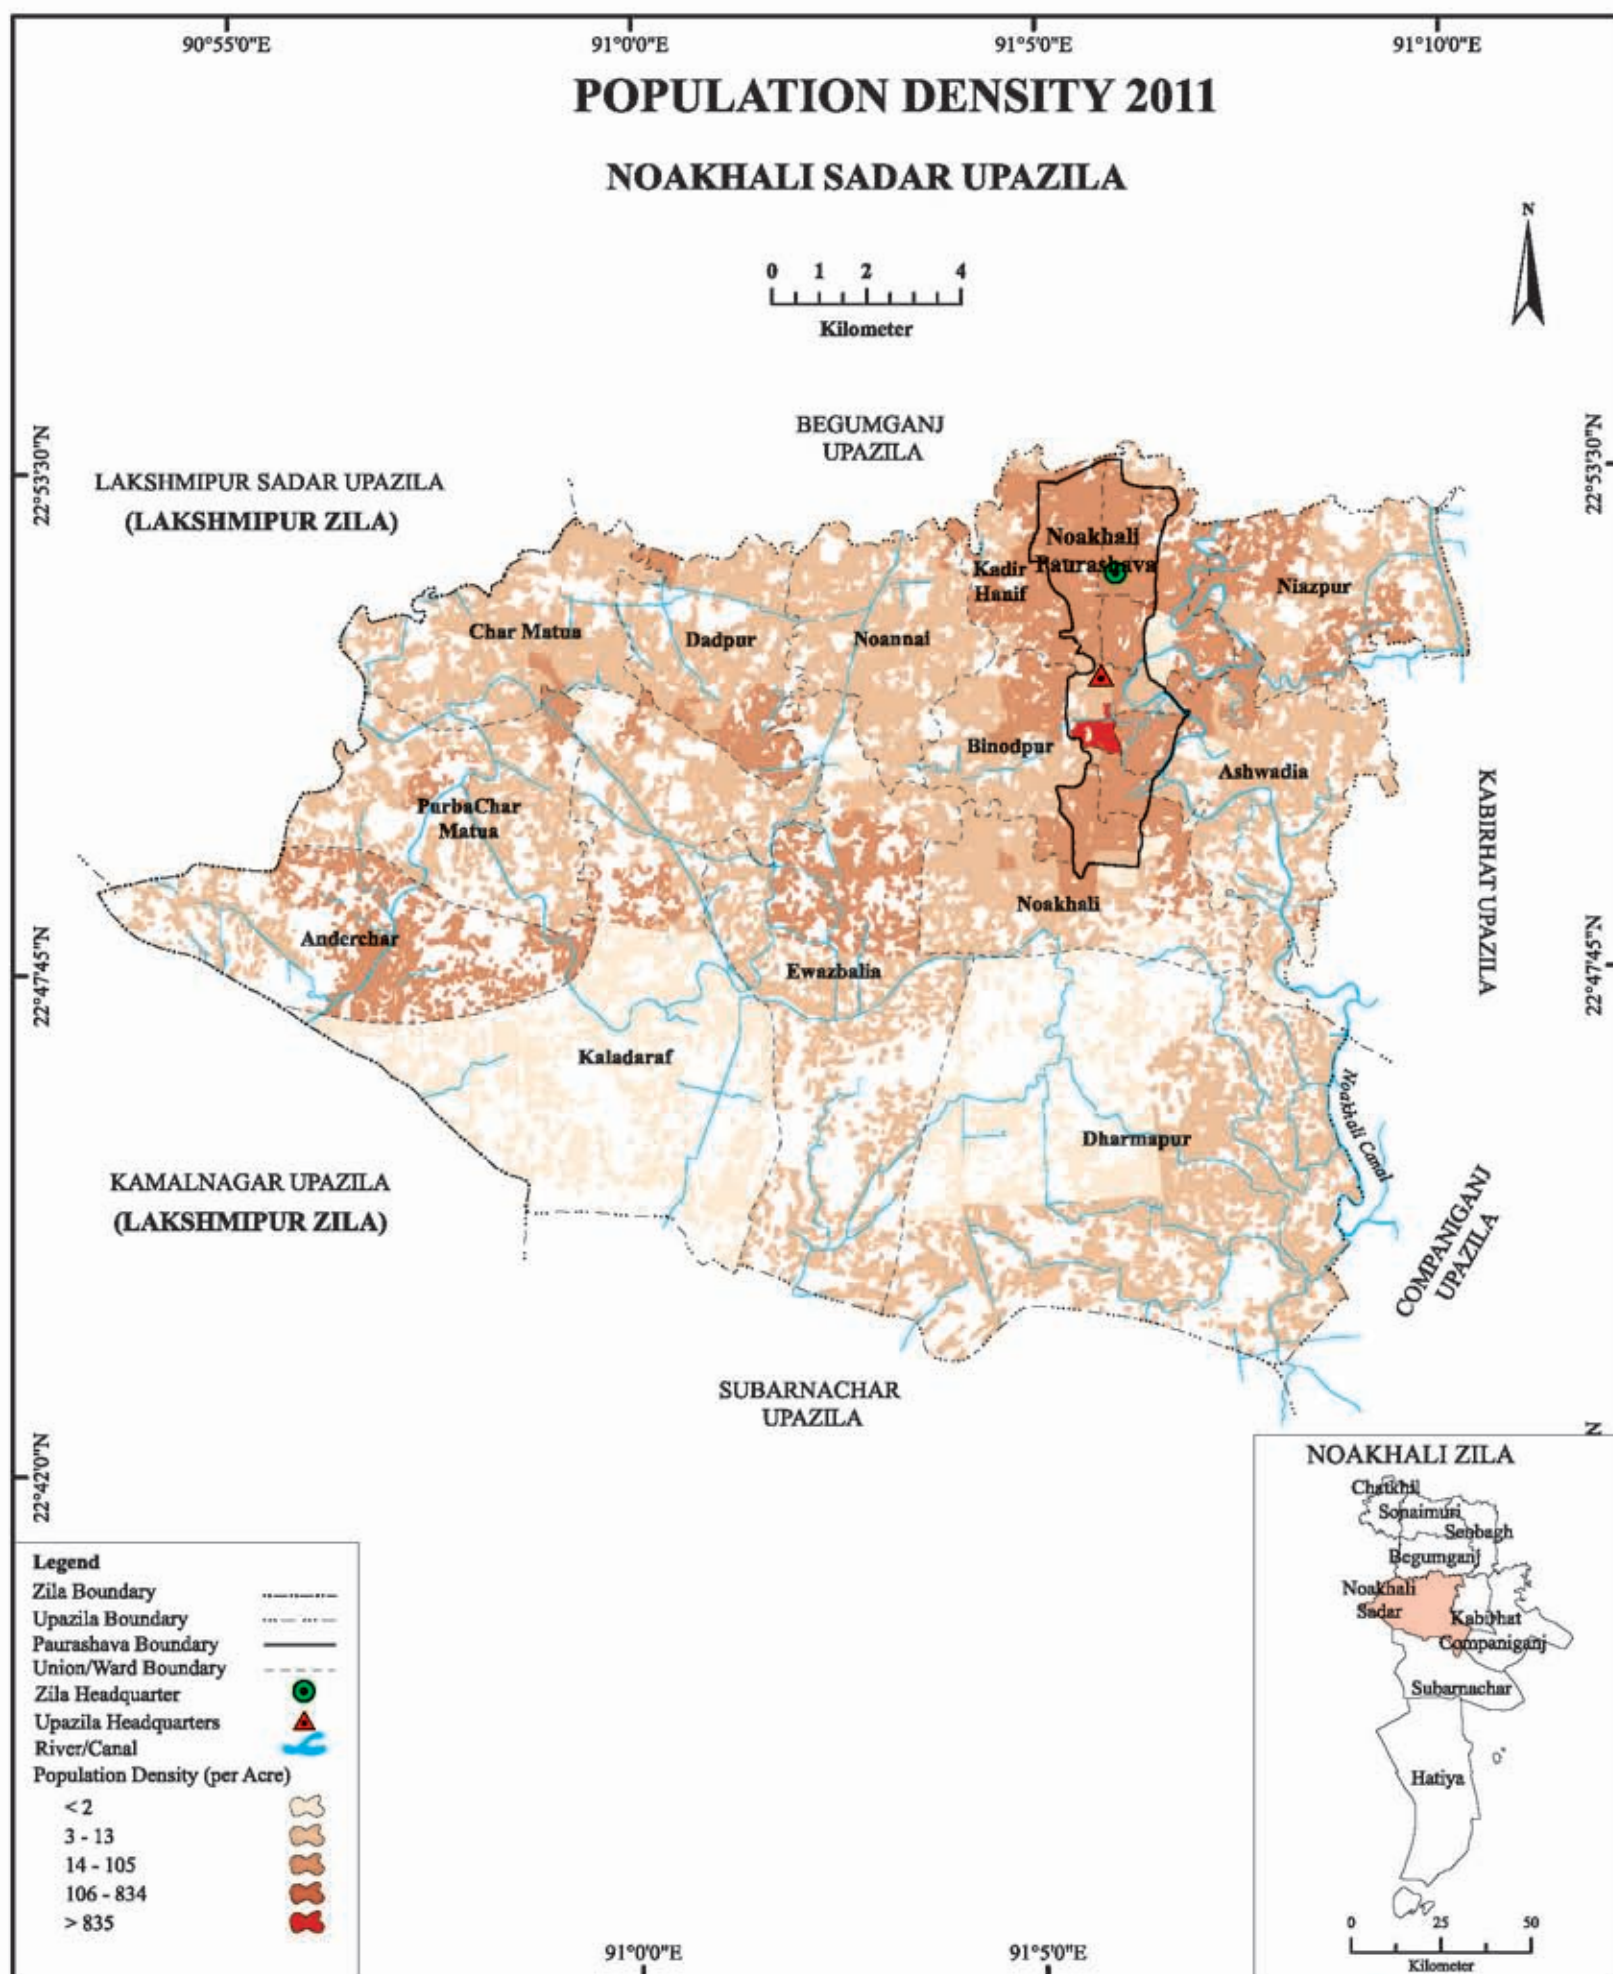 90°55'0"E
91°0'0"E
91°5'0"E
91°10'0"E
POPULATION DENSITY 2011
NOAKHALI SADAR UPAZILA
N
0 1 2 4
Kilometer
BEGUMGANJ
UPAZILA
LAKSHMIPUR SADAR UPAZILA
(LAKSHMIPUR ZILA)
22°53'30"N
22°53'30"N
Noakhali
Paurashava
Kadir
Hanif
Niazpur
Char Matua
Dadpur
Noannai
Binodpur
Ashwadia
PurbaChar
Matua
KABIRHAT UPAZILA
Noakhali
Anderchar
Ewazbalia
22°47'45"N
22°47'45"N
Kaladaraf
Dharmapur
Noakhali Canal
KAMALNAGAR UPAZILA
(LAKSHMIPUR ZILA)
COMPANIGANJ
UPAZILA
SUBARNACHAR
UPAZILA
22°42'0"N
N
NOAKHALI ZILA
Chatkhil
Sonaimuri
Senbagh
Begumganj
Noakhali
Sadar
Kabirhat
Companiganj
Subarnachar
Hatiya
0 25 50
Kilometer
Legend
Zila Boundary
Upazila Boundary
Paurashava Boundary
Union/Ward Boundary
Zila Headquarter
Upazila Headquarters
River/Canal
Population Density (per Acre)
< 2
3 - 13
14 - 105
106 - 834
> 835
91°0'0"E
91°5'0"E